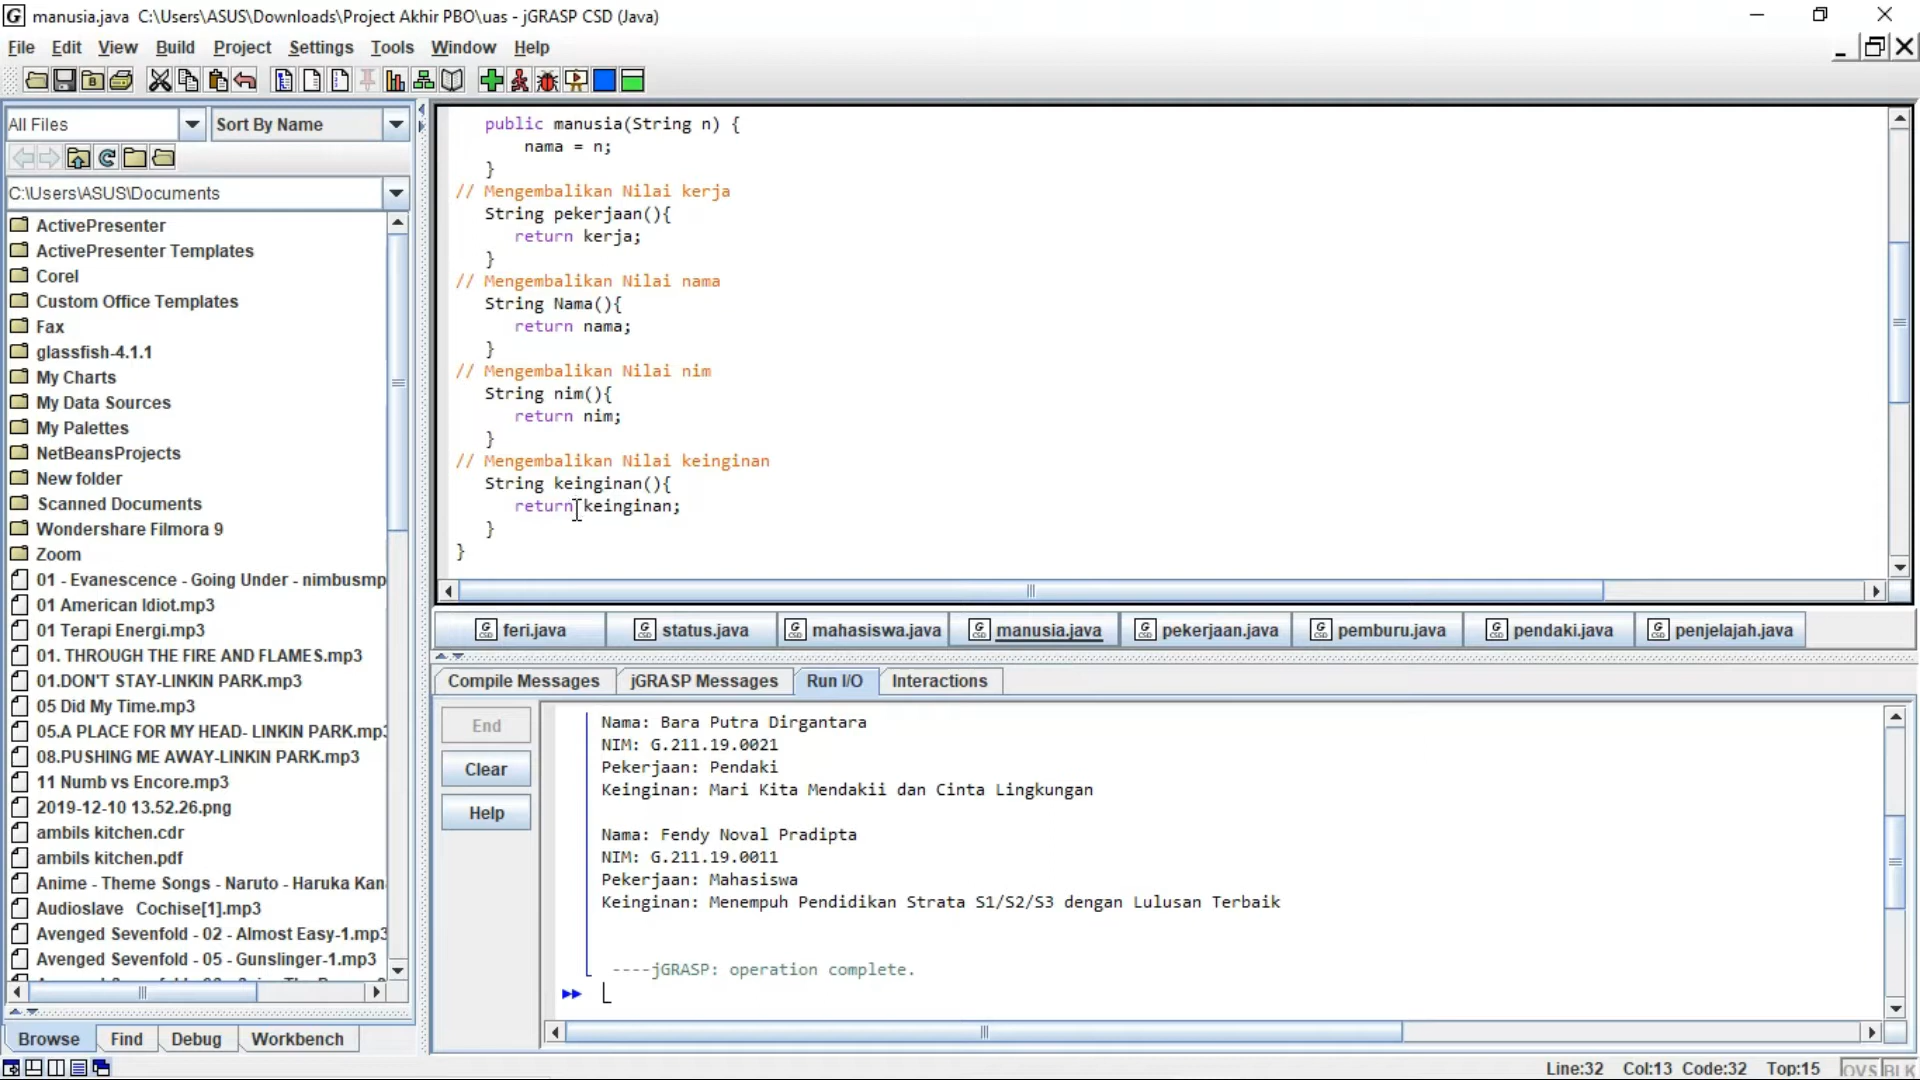 manusia.java C:\Users\ASUS\Downloads\Project Akhir PBO\uas - jGRASP CSD (Java)
File Edit View Build Project Settings Tools Window Help
All Files Sort By Name
C:\Users\ASUS\Documents
ActivePresenter
ActivePresenter Templates
Corel
Custom Office Templates
Fax
glassfish-4.1.1
My Charts
My Data Sources
My Palettes
NetBeansProjects
New folder
Scanned Documents
Wondershare Filmora 9
Zoom
01 - Evanescence - Going Under - nimbusmp
01 American Idiot.mp3
01 Terapi Energi.mp3
01. THROUGH THE FIRE AND FLAMES.mp3
01.DON'T STAY-LINKIN PARK.mp3
05 Did My Time.mp3
05.A PLACE FOR MY HEAD- LINKIN PARK.mp3
08.PUSHING ME AWAY-LINKIN PARK.mp3
11 Numb vs Encore.mp3
2019-12-10 13.52.26.png
ambils kitchen.cdr
ambils kitchen.pdf
Anime - Theme Songs - Naruto - Haruka Kan
Audioslave Cochise[1].mp3
Avenged Sevenfold - 02 - Almost Easy-1.mp3
Avenged Sevenfold - 05 - Gunslinger-1.mp3
Browse Find Debug Workbench
public manusia(String n) {
nama = n;
}
// Mengembalikan Nilai kerja
String pekerjaan(){
return kerja;
}
// Mengembalikan Nilai nama
String Nama(){
return nama;
}
// Mengembalikan Nilai nim
String nim(){
return nim;
}
// Mengembalikan Nilai keinginan
String keinginan(){
return keinginan;
}
}
feri.java status.java mahasiswa.java manusia.java pekerjaan.java pemburu.java pendaki.java penjelajah.java
Compile Messages jGRASP Messages Run I/O Interactions
End
Clear
Help
Nama: Bara Putra Dirgantara
NIM: G.211.19.0021
Pekerjaan: Pendaki
Keinginan: Mari Kita Mendakii dan Cinta Lingkungan
Nama: Fendy Noval Pradipta
NIM: G.211.19.0011
Pekerjaan: Mahasiswa
Keinginan: Menempuh Pendidikan Strata S1/S2/S3 dengan Lulusan Terbaik
----jGRASP: operation complete.
Line:32 Col:13 Code:32 Top:15 OVS BLK